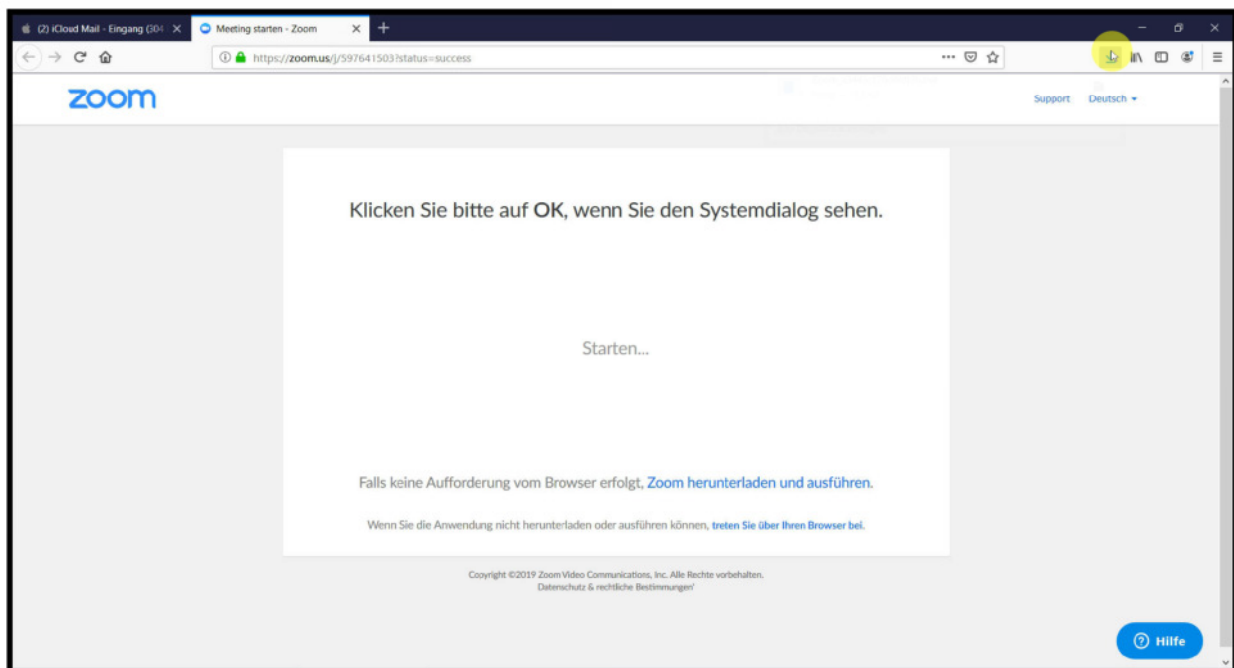 (2) iCloud Mail - Eingang (304
Meeting starten - Zoom
https://zoom.us/j/597641503?status=success
zoom
Support
Deutsch
Klicken Sie bitte auf OK, wenn Sie den Systemdialog sehen.
Starten...
Falls keine Aufforderung vom Browser erfolgt, Zoom herunterladen und ausführen.
Wenn Sie die Anwendung nicht herunterladen oder ausführen können, treten Sie über Ihren Browser bei.
Copyright ©2019 Zoom Video Communications, Inc. Alle Rechte vorbehalten.
Datenschutz & rechtliche Bestimmungen'
Hilfe